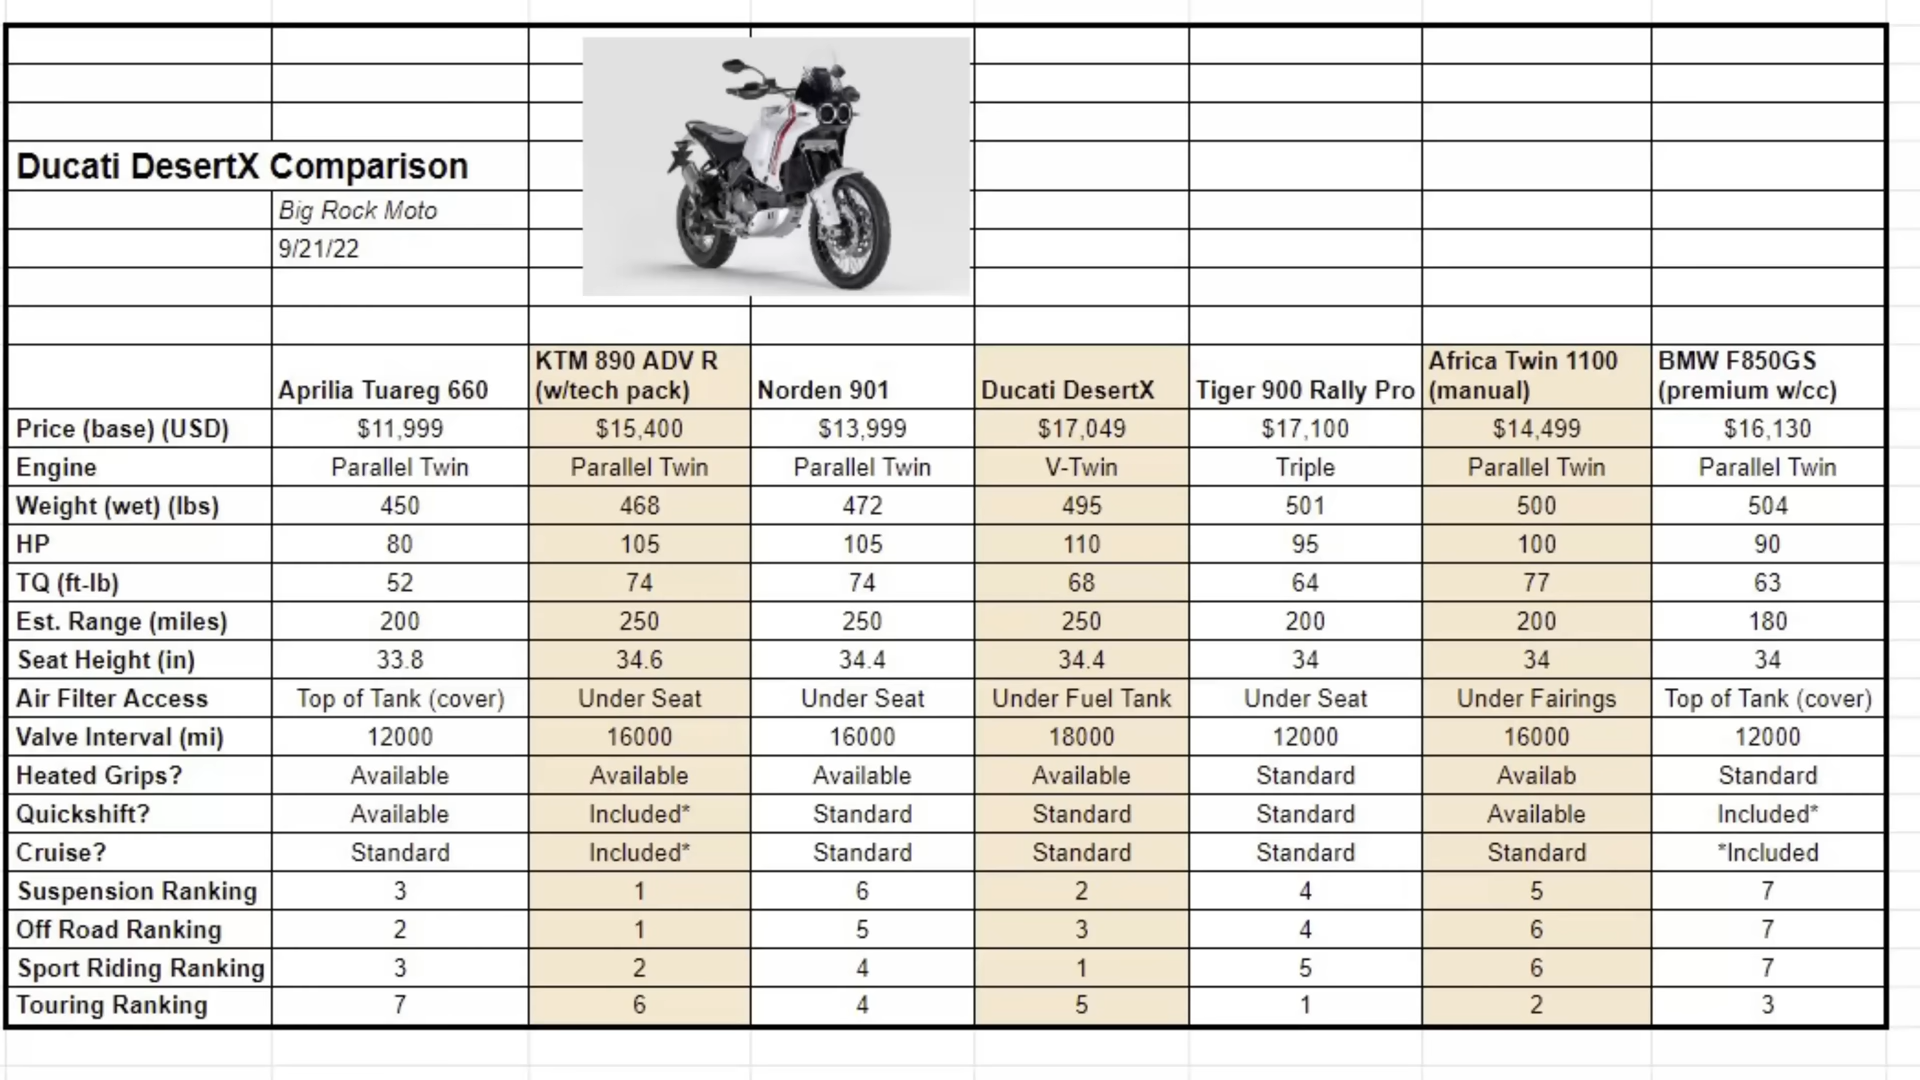 Ducati DesertX Comparison
Big Rock Moto
9/21/22
Aprilia Tuareg 660 KTM 890 ADV R (w/tech pack) Norden 901 Ducati DesertX Tiger 900 Rally Pro Africa Twin 1100 (manual) BMW F850GS (premium w/cc)
Price (base) (USD) $11,999 $15,400 $13,999 $17,049 $17,100 $14,499 $16,130
Engine Parallel Twin Parallel Twin Parallel Twin V-Twin Triple Parallel Twin Parallel Twin
Weight (wet) (lbs) 450 468 472 495 501 500 504
HP 80 105 105 110 95 100 90
TQ (ft-lb) 52 74 74 68 64 77 63
Est. Range (miles) 200 250 250 250 200 200 180
Seat Height (in) 33.8 34.6 34.4 34.4 34 34 34
Air Filter Access Top of Tank (cover) Under Seat Under Seat Under Fuel Tank Under Seat Under Fairings Top of Tank (cover)
Valve Interval (mi) 12000 16000 16000 18000 12000 16000 12000
Heated Grips? Available Available Available Available Standard Availab Standard
Quickshift? Available Included* Standard Standard Standard Available Included*
Cruise? Standard Included* Standard Standard Standard Standard *Included
Suspension Ranking 3 1 6 2 4 5 7
Off Road Ranking 2 1 5 3 4 6 7
Sport Riding Ranking 3 2 4 1 5 6 7
Touring Ranking 7 6 4 5 1 2 3